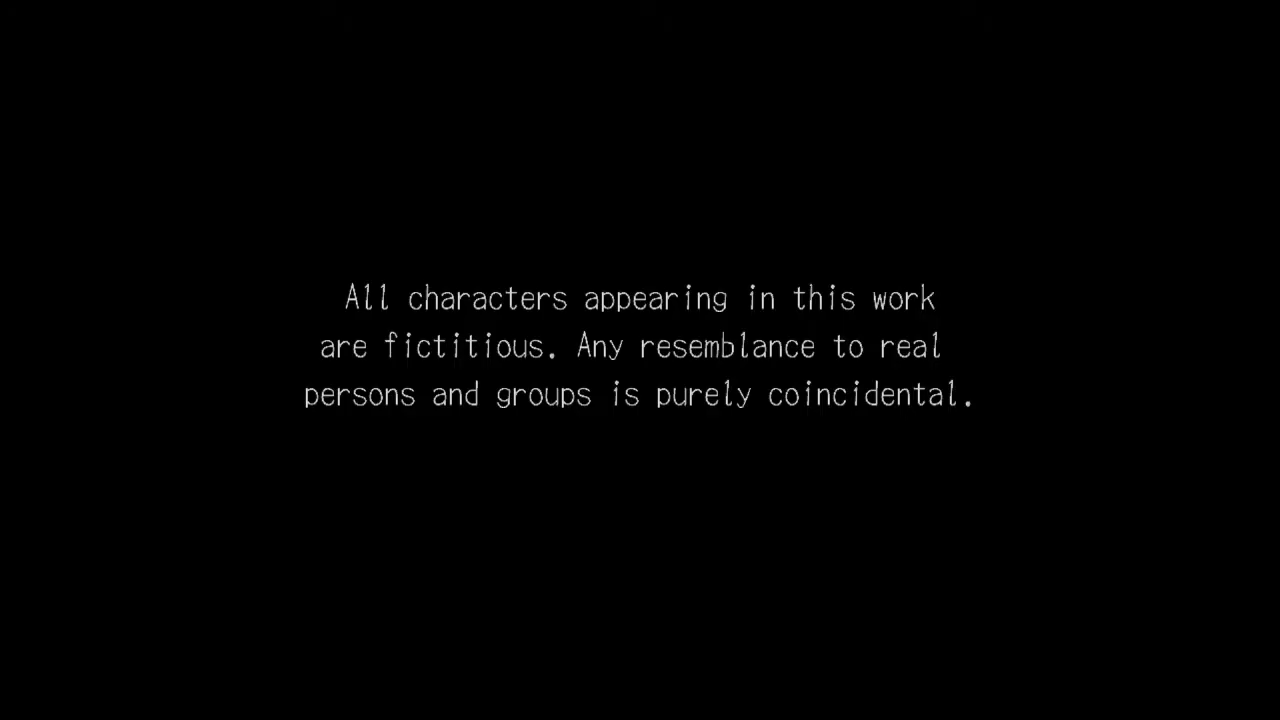 All characters appearing in this work
are fictitious. Any resemblance to real
persons and groups is purely coincidental.